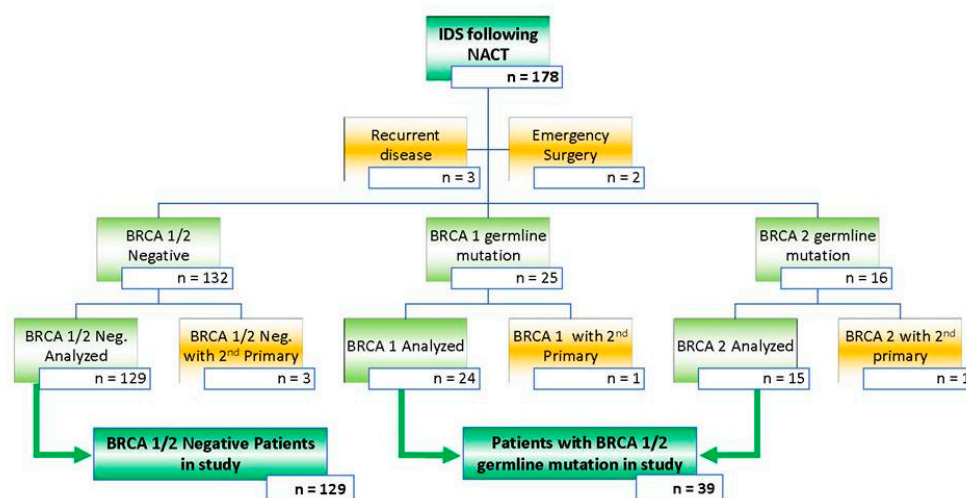 IDS following
NACT
n = 178
Recurrent
disease
n = 3
Emergency
Surgery
n = 2
BRCA 1/2
Negative
n = 132
BRCA 1 germline
mutation
n = 25
BRCA 2 germline
mutation
n = 16
BRCA 1/2 Neg.
Analyzed
n = 129
BRCA 1/2 Neg.
with 2nd Primary
n = 3
BRCA 1 Analyzed
n = 24
BRCA 1 with 2nd
Primary
n = 1
BRCA 2 Analyzed
n = 15
BRCA 2 with 2nd
primary
n = 1
BRCA 1/2 Negative Patients
in study
n = 129
Patients with BRCA 1/2
germline mutation in study
n = 39